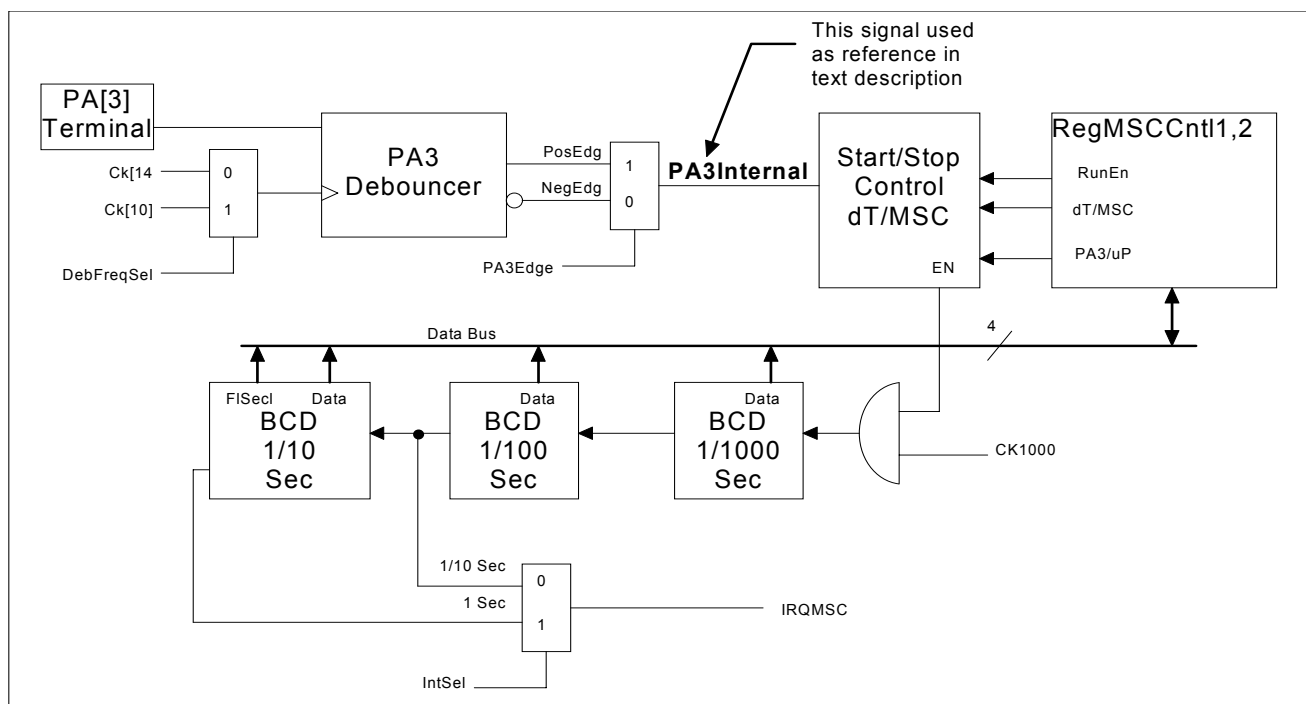 This signal used
as reference in
text description
PA[3]
Terminal
Ck[14
Ck[10]
0
1
DebFreqSel
PA3
Debouncer
PosEdg
NegEdg
1
0
PA3Edge
PA3Internal
Start/Stop
Control
dT/MSC
EN
RegMSCCntl1,2
RunEn
dT/MSC
PA3/uP
Data Bus
4
FlSecl
Data
BCD
1/10
Sec
Data
BCD
1/100
Sec
Data
BCD
1/1000
Sec
CK1000
1/10 Sec
1 Sec
0
1
IRQMSC
IntSel